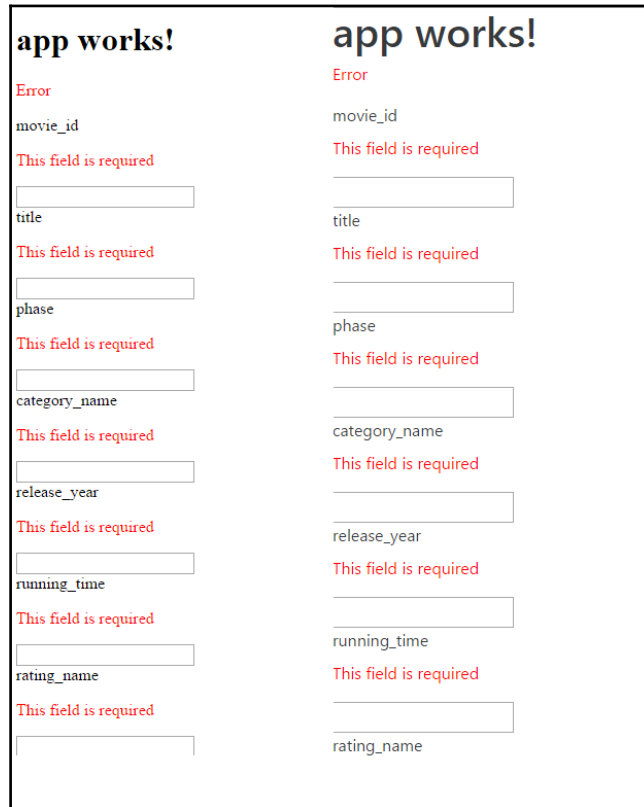 app works!
Error
movie_id
This field is required
title
This field is required
phase
This field is required
category_name
This field is required
release_year
This field is required
running_time
This field is required
rating_name
This field is required
app works!
Error
movie_id
This field is required
title
This field is required
phase
This field is required
category_name
This field is required
release_year
This field is required
running_time
This field is required
rating_name